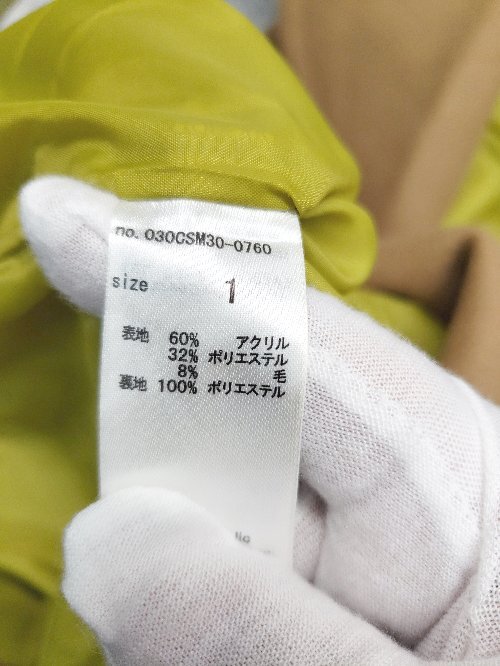 no. 030CSM30-0760
size 1
表地 60% アクリル
32% ポリエステル
8% 毛
裏地 100% ポリエステル